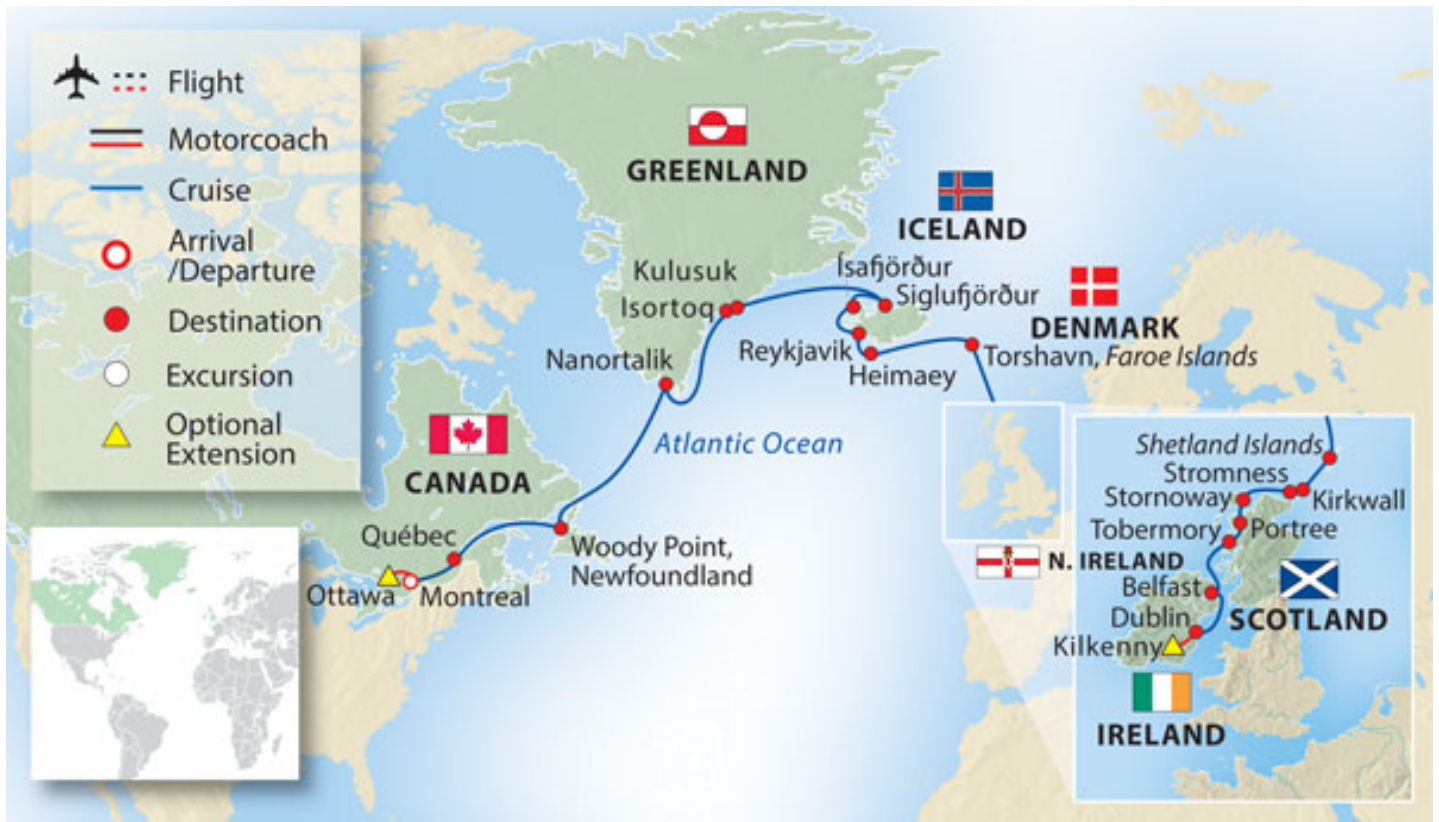 Flight
Motorcoach
Cruise
Arrival
/Departure
Destination
Excursion
Optional
Extension
GREENLAND
ICELAND
Kulusuk
Isortoq
Ísafjörður
Siglufjörður
DENMARK
Reykjavik
Heimaey
Torshavn, Faroe Islands
Nanortalik
Atlantic Ocean
CANADA
Québec
Woody Point,
Newfoundland
Ottawa
Montreal
Shetland Islands
Stromness
Stornoway
Kirkwall
Tobermory
Portree
N. IRELAND
Belfast
Dublin
SCOTLAND
Kilkenny
IRELAND